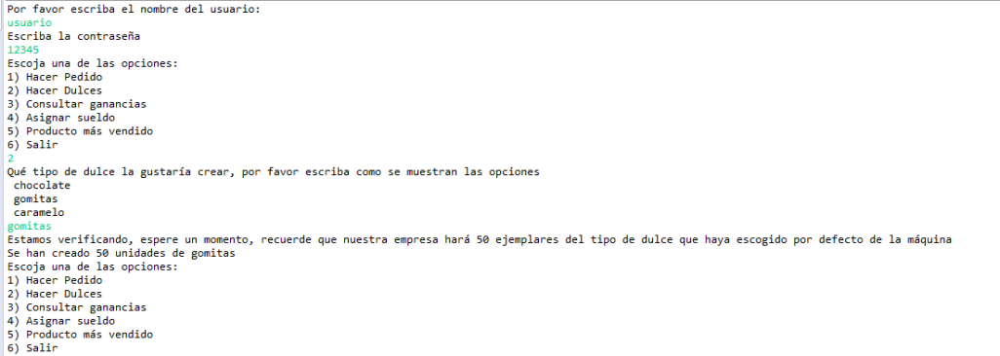 Por favor escriba el nombre del usuario:
usuario
Escriba la contraseña
12345
Escoja una de las opciones:
1) Hacer Pedido
2) Hacer Dulces
3) Consultar ganancias
4) Asignar sueldo
5) Producto más vendido
6) Salir
2
Qué tipo de dulce la gustaría crear, por favor escriba como se muestran las opciones
chocolate
gomitas
caramelo
gomitas
Estamos verificando, espere un momento, recuerde que nuestra empresa hará 50 ejemplares del tipo de dulce que haya escogido por defecto de la máquina
Se han creado 50 unidades de gomitas
Escoja una de las opciones:
1) Hacer Pedido
2) Hacer Dulces
3) Consultar ganancias
4) Asignar sueldo
5) Producto más vendido
6) Salir